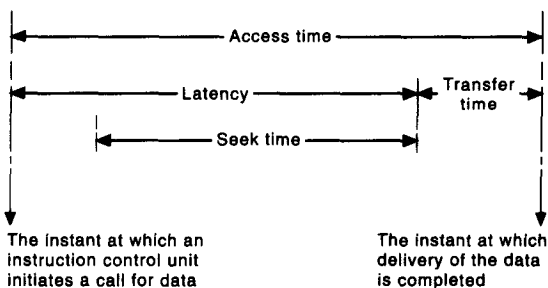 Access time
Latency
Transfer
time
Seek time
The instant at which an
instruction control unit
initiates a call for data
The instant at which
delivery of the data
is completed